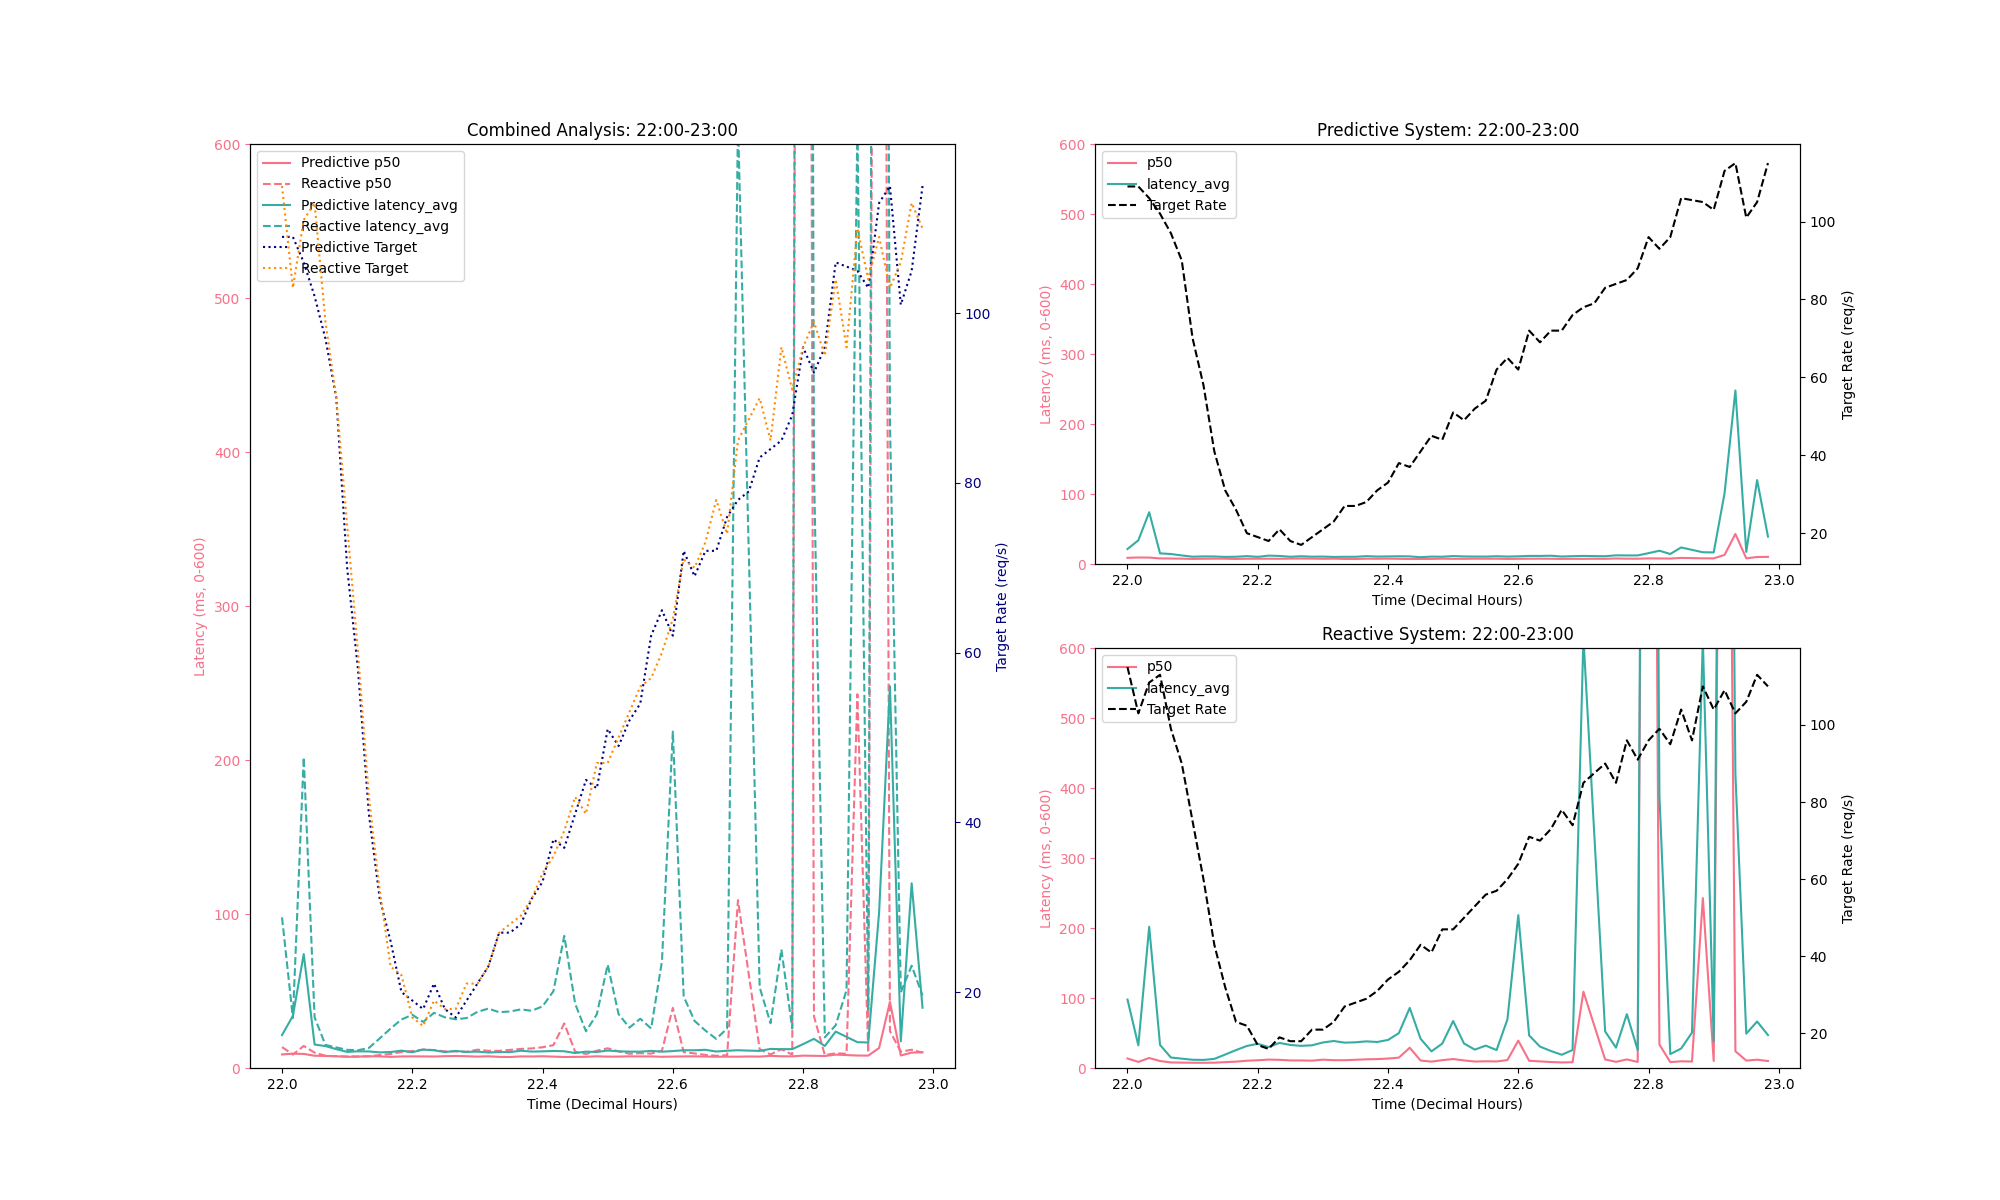 Combined Analysis: 22:00-23:00
Predictive p50
Reactive p50
Predictive latency_avg
Reactive latency_avg
Predictive Target
Reactive Target
600
500
400
300
200
100
0
Latency (ms, 0-600)
100
80
60
40
20
Target Rate (req/s)
22.0 22.2 22.4 22.6 22.8 23.0
Time (Decimal Hours)
Predictive System: 22:00-23:00
p50
latency_avg
Target Rate
600
500
400
300
200
100
0
Latency (ms, 0-600)
100
80
60
40
20
Target Rate (req/s)
22.0 22.2 22.4 22.6 22.8 23.0
Time (Decimal Hours)
Reactive System: 22:00-23:00
p50
latency_avg
Target Rate
600
500
400
300
200
100
0
Latency (ms, 0-600)
100
80
60
40
20
Target Rate (req/s)
22.0 22.2 22.4 22.6 22.8 23.0
Time (Decimal Hours)